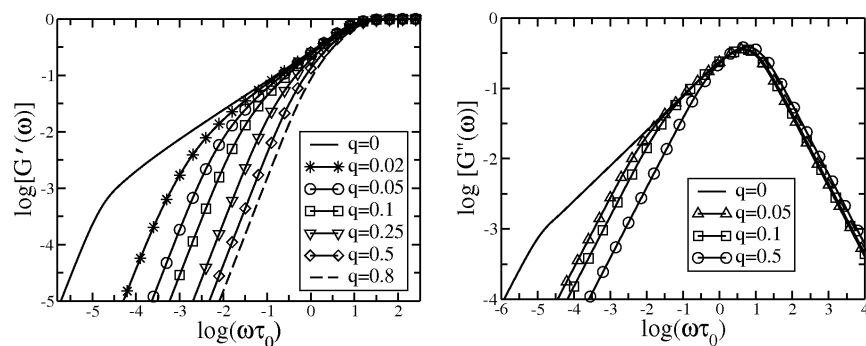 log[G′(ω)]
0
-1
-2
-3
-4
-5
-5
-4
-3
-2
-1
0
1
2
log(ωτ0)
q=0
q=0.02
q=0.05
q=0.1
q=0.25
q=0.5
q=0.8
log [G"(ω)]
0
-1
-2
-3
-4
-6
-5
-4
-3
-2
-1
0
1
2
3
4
log(ωτ0)
q=0
q=0.05
q=0.1
q=0.5